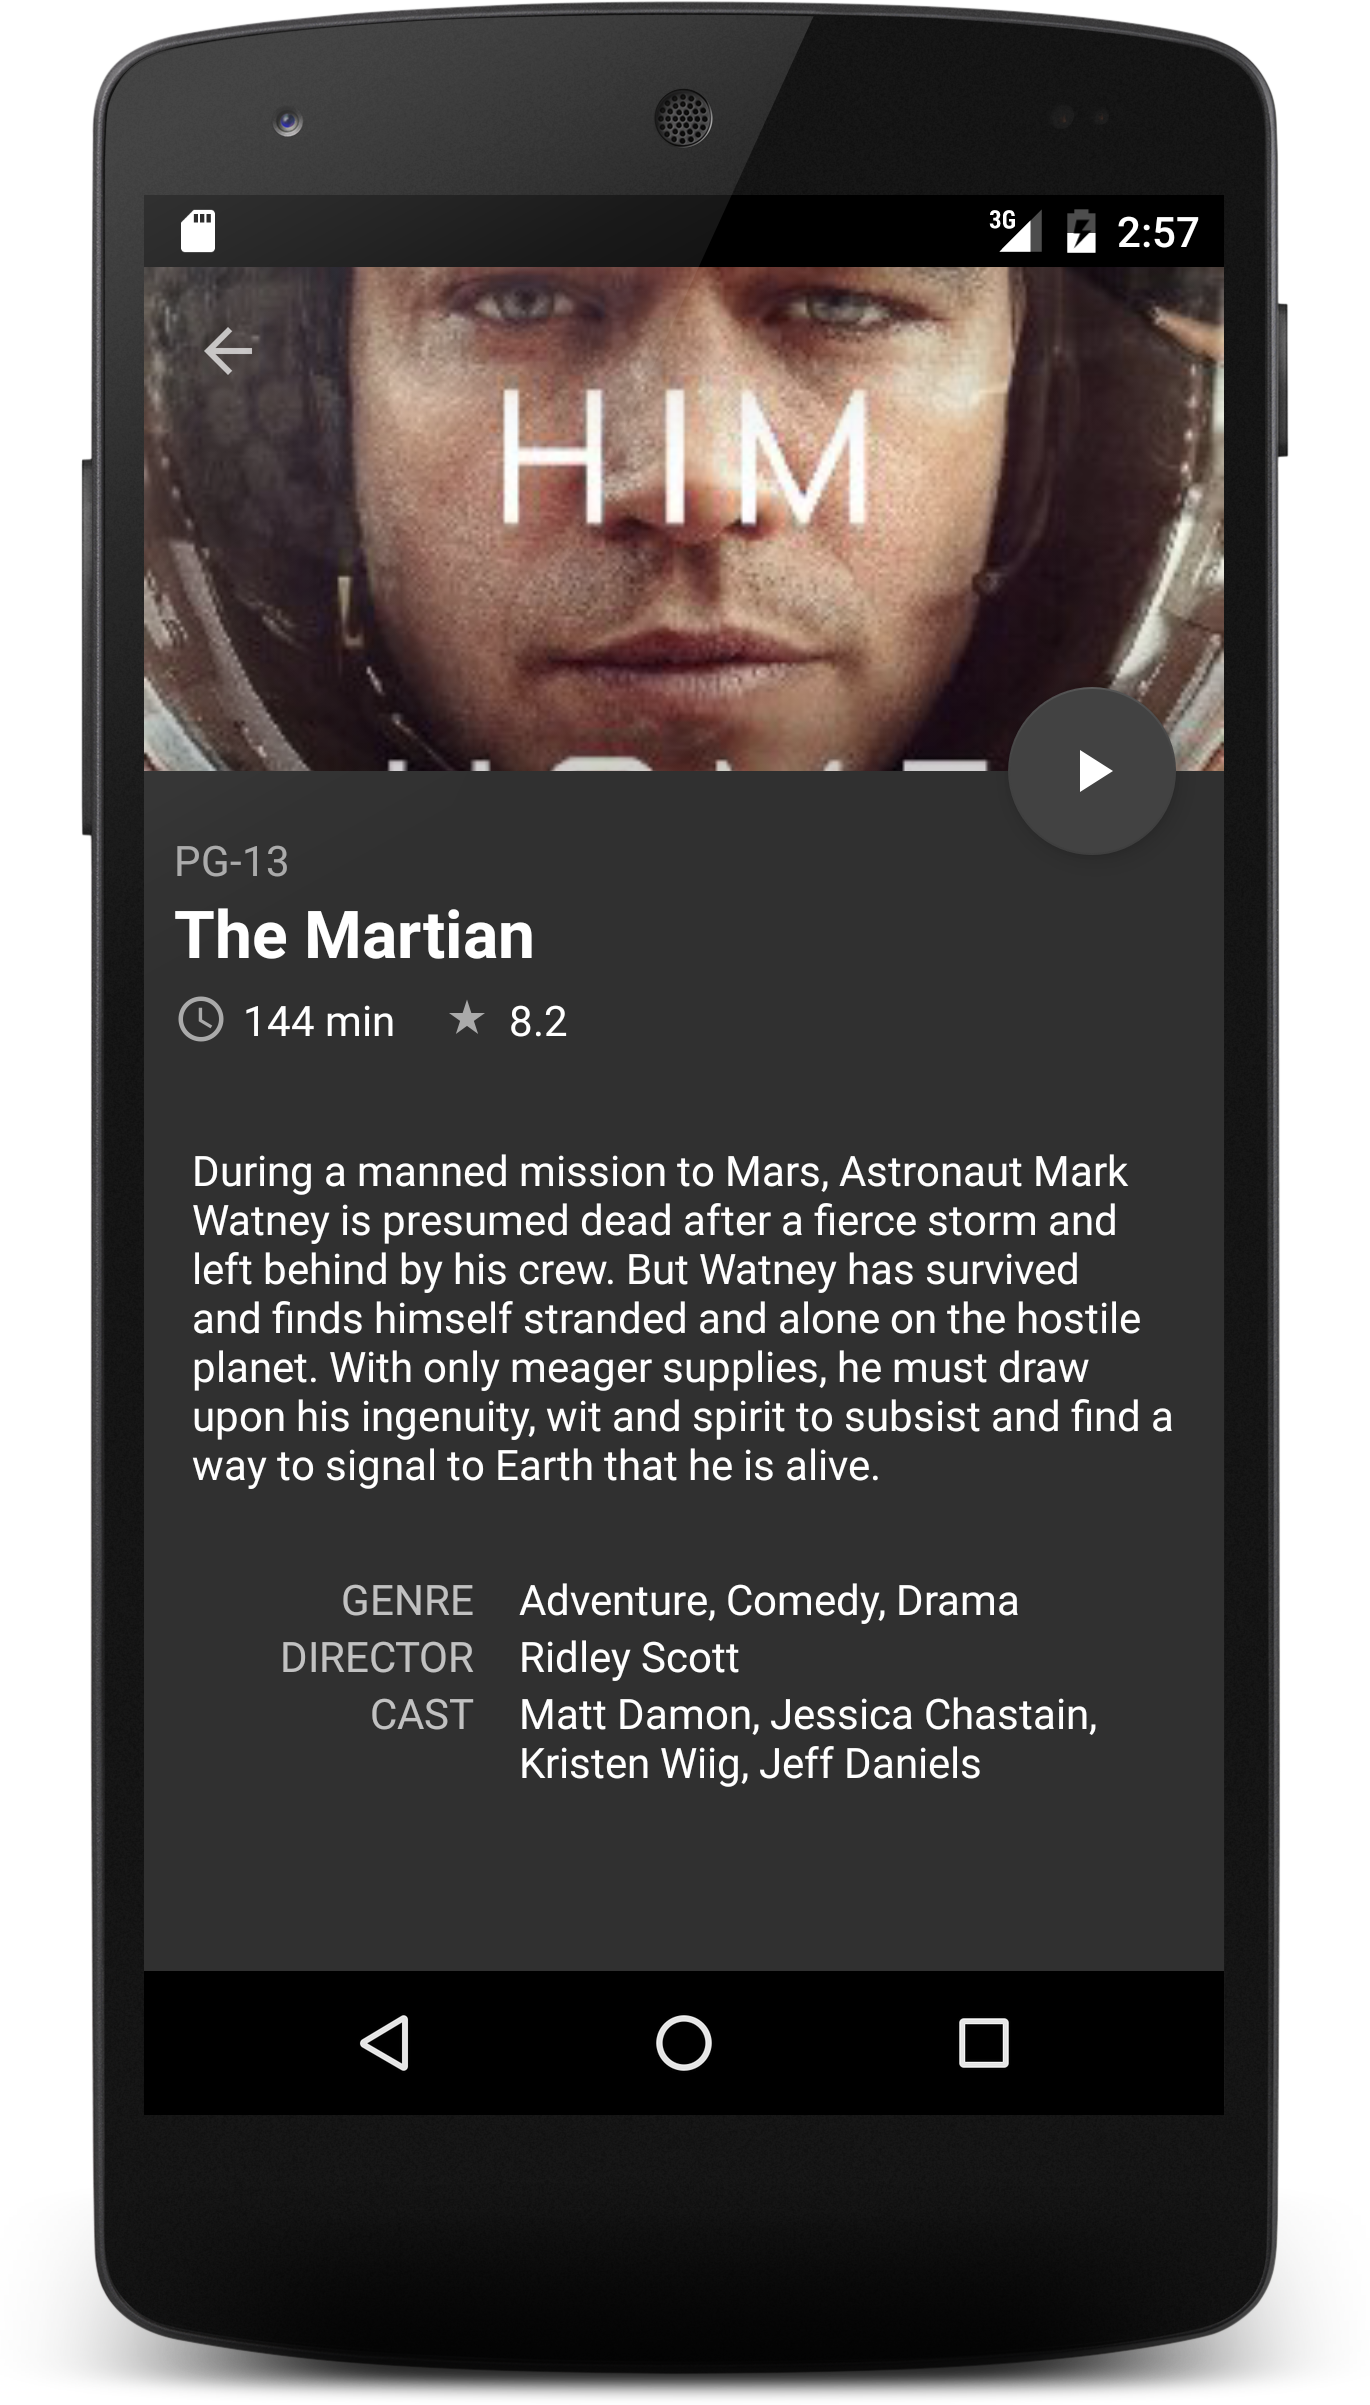 3G 2:57
HIM
PG-13
The Martian
144 min 8.2
During a manned mission to Mars, Astronaut Mark
Watney is presumed dead after a fierce storm and
left behind by his crew. But Watney has survived
and finds himself stranded and alone on the hostile
planet. With only meager supplies, he must draw
upon his ingenuity, wit and spirit to subsist and find a
way to signal to Earth that he is alive.
GENRE Adventure, Comedy, Drama
DIRECTOR Ridley Scott
CAST Matt Damon, Jessica Chastain,
Kristen Wiig, Jeff Daniels